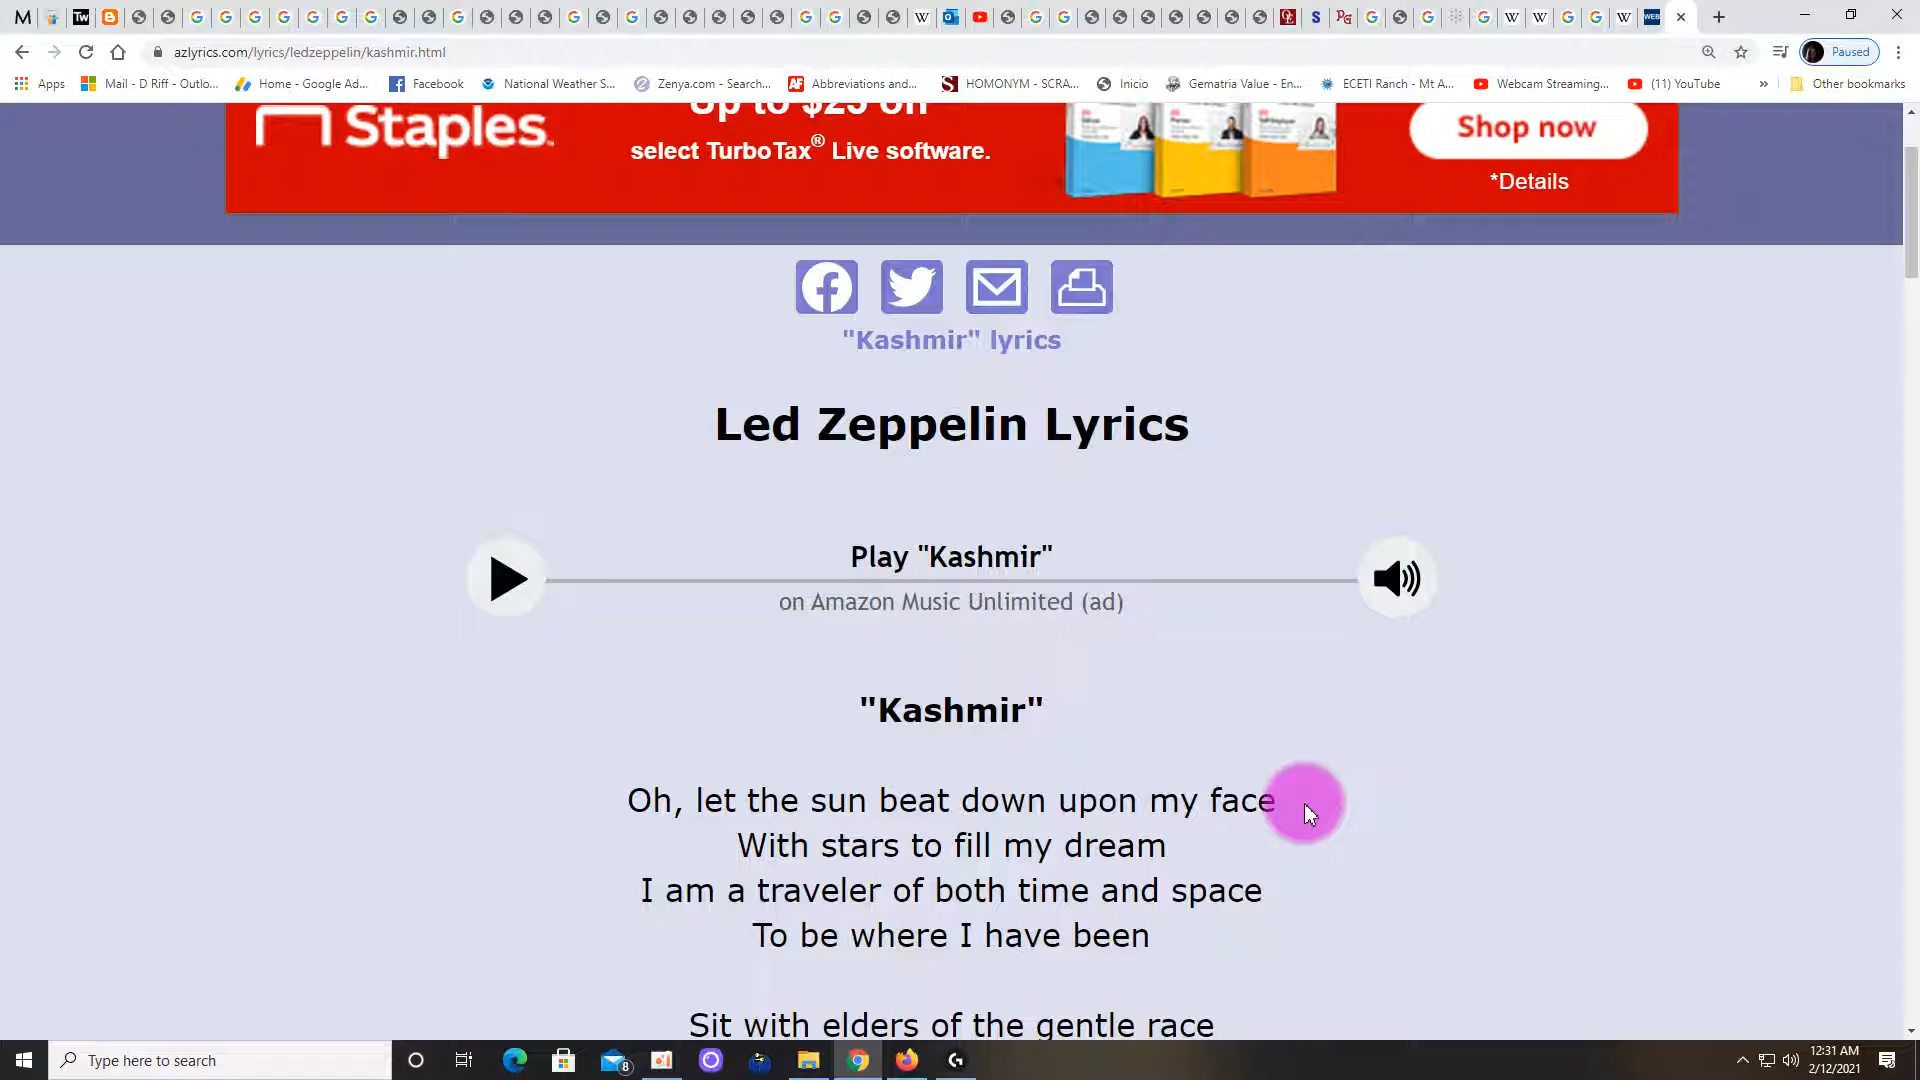 azlyrics.com/lyrics/ledzeppelin/kashmir.html
Paused
Apps
Mail - D Riff - Outlo...
Home - Google Ad...
Facebook
National Weather S...
Zenya.com - Search...
Abbreviations and...
HOMONYM - SCRA...
Inicio
Gematria Value - En...
ECETI Ranch - Mt A...
Webcam Streaming...
(11) YouTube
»
Other bookmarks
Staples.
Up to $25 off
select TurboTax® Live software.
Shop now
*Details
"Kashmir" lyrics
Led Zeppelin Lyrics
Play "Kashmir"
on Amazon Music Unlimited (ad)
"Kashmir"
Oh, let the sun beat down upon my face
With stars to fill my dream
I am a traveler of both time and space
To be where I have been
Sit with elders of the gentle race
Type here to search
8
12:31 AM
2/12/2021